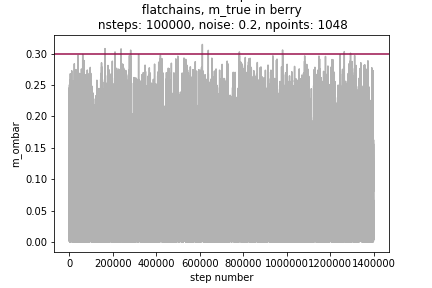 flatchains, m_true in berry
nsteps: 100000, noise: 0.2, npoints: 1048
0.30
0.25
0.20
0.15
0.10
0.05
0.00
m_ombar
0 200000 400000 600000 800000 1000000 1200000 1400000
step number